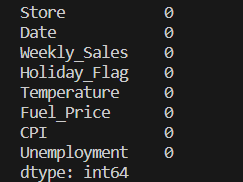 Store 0
Date 0
Weekly_Sales 0
Holiday_Flag 0
Temperature 0
Fuel_Price 0
CPI 0
Unemployment 0
dtype: int64